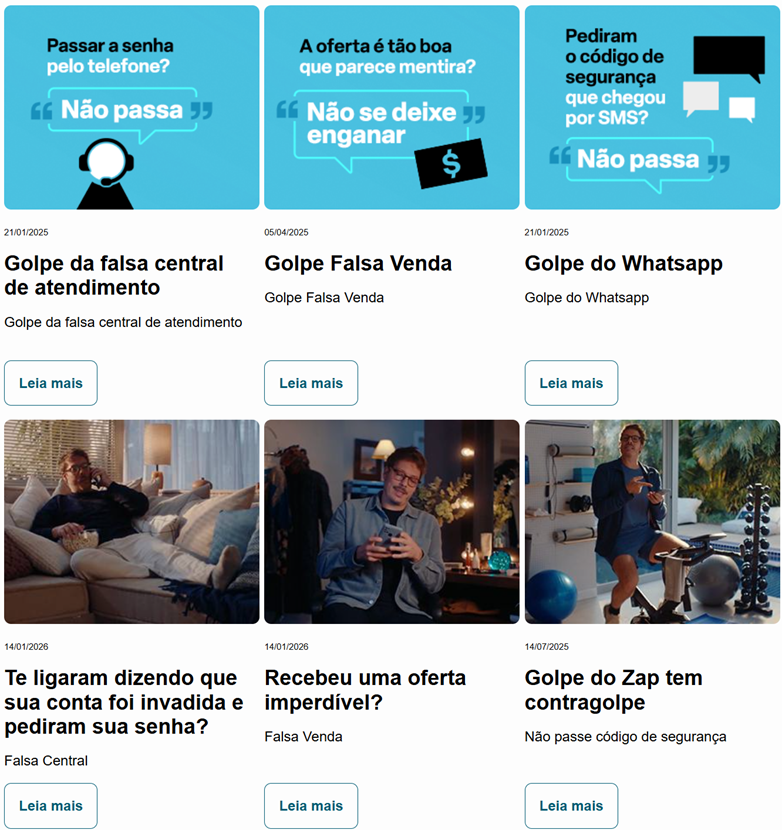 Passar a senha
pelo telefone?
“ Não passa ”
A oferta é tão boa
que parece mentira?
“ Não se deixe ”
enganar
$
Pediram
o código de
segurança
que chegou
por SMS?
“ Não passa ”
21/01/2025
Golpe da falsa central
de atendimento
Golpe da falsa central de atendimento
Leia mais
05/04/2025
Golpe Falsa Venda
Golpe Falsa Venda
Leia mais
21/01/2025
Golpe do Whatsapp
Golpe do Whatsapp
Leia mais
14/01/2026
Te ligaram dizendo que
sua conta foi invadida e
pediram sua senha?
Falsa Central
Leia mais
14/01/2026
Recebeu uma oferta
imperdível?
Falsa Venda
Leia mais
14/07/2025
Golpe do Zap tem
contragolpe
Não passe código de segurança
Leia mais